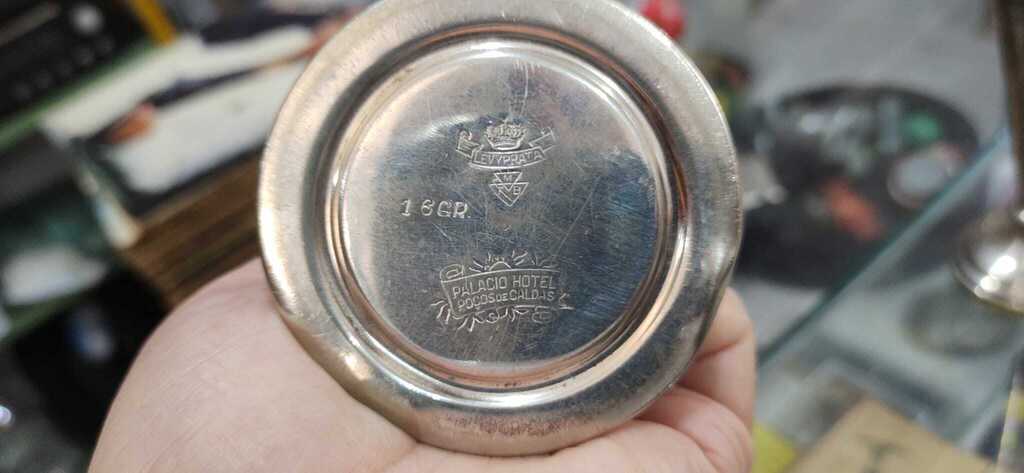 LEVYPRATA
M
F B
16GR
PALACIO HOTEL
POÇOS DE CALDAS